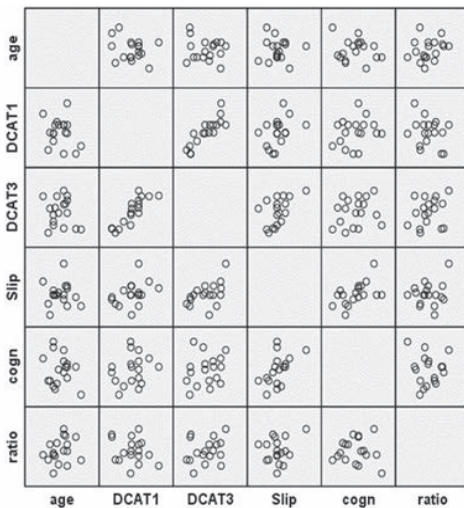 age
DCAT1
DCAT3
Slip
cogn
ratio
age DCAT1 DCAT3 Slip cogn ratio